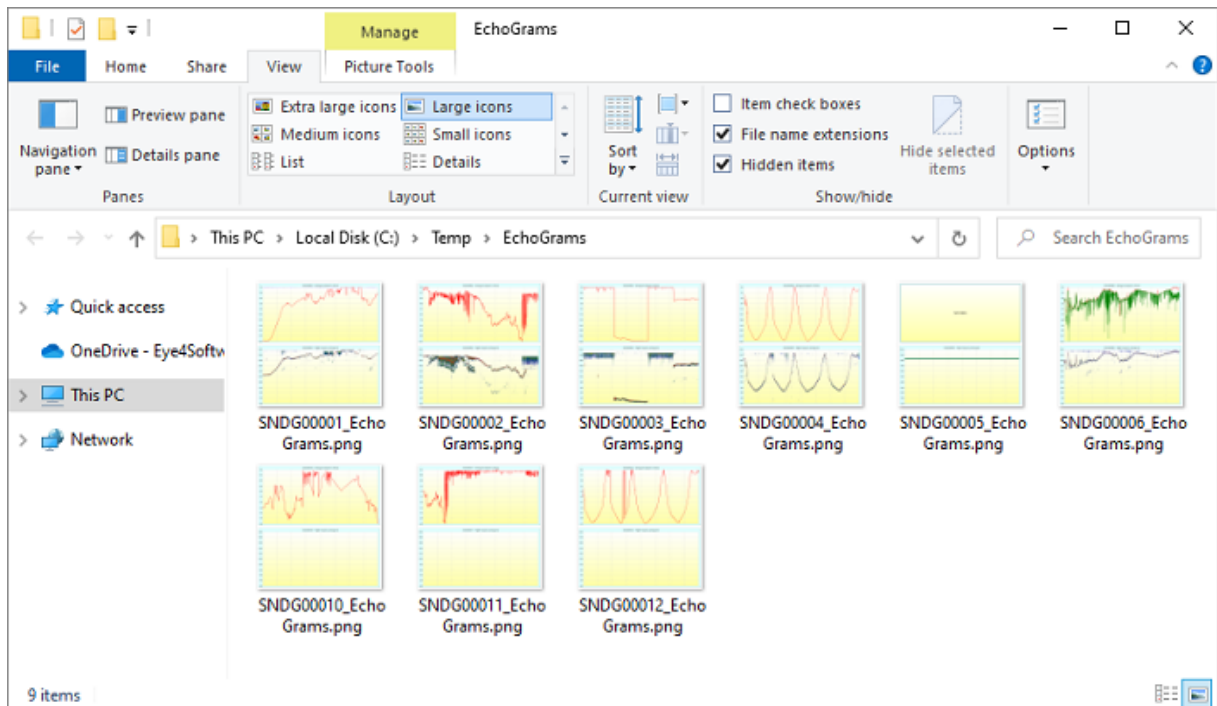 Manage EchoGrams
File Home Share View Picture Tools
Preview pane Extra large icons Large icons Item check boxes
Medium icons Small icons File name extensions
Navigation pane Details pane List Details Sort by Hidden items Hide selected items Options
Panes Layout Current view Show/hide
This PC Local Disk (C:) Temp EchoGrams Search EchoGrams
Quick access
OneDrive - Eye4Softw
This PC
Network
SNDG00001_Echo SNDG00002_Echo SNDG00003_Echo SNDG00004_Echo SNDG00005_Echo SNDG00006_Echo
Grams.png Grams.png Grams.png Grams.png Grams.png Grams.png
SNDG00010_Echo SNDG00011_Echo SNDG00012_Echo
Grams.png Grams.png Grams.png
9 items